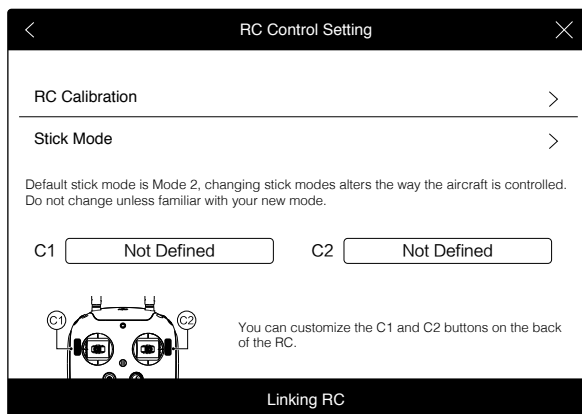 RC Control Setting
RC Calibration
Stick Mode
Default stick mode is Mode 2, changing stick modes alters the way the aircraft is controlled.
Do not change unless familiar with your new mode.
C1 Not Defined C2 Not Defined
C1 C2
You can customize the C1 and C2 buttons on the back
of the RC.
Linking RC